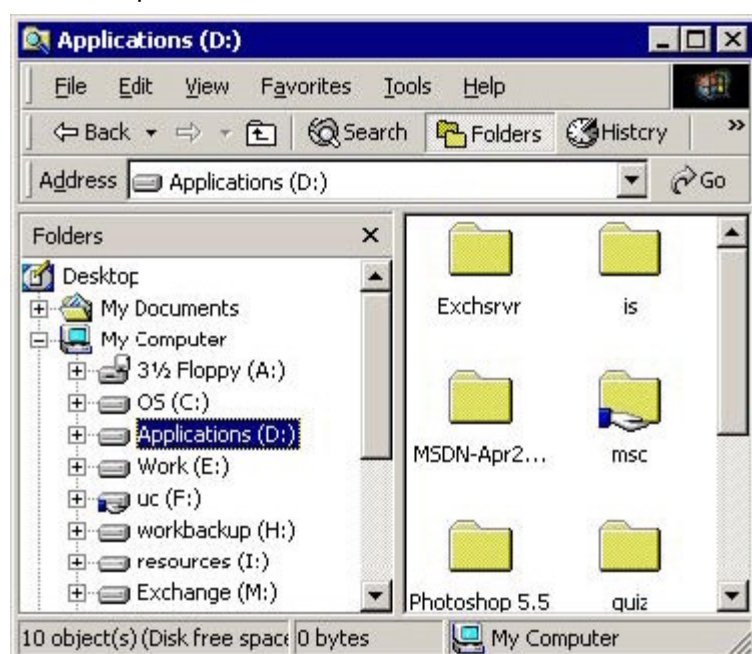 Applications (D:)
File Edit View Favorites Tools Help
Back Search Folders History »
Address Applications (D:) Go
Folders
Desktop
My Documents
My Computer
3½ Floppy (A:)
OS (C:)
Applications (D:)
Work (E:)
uc (F:)
workbackup (H:)
resources (I:)
Exchange (M:)
Exchsrvr is
MSDN-Apr2... msc
Photoshop 5.5 quiz
10 object(s) (Disk free space 0 bytes My Computer